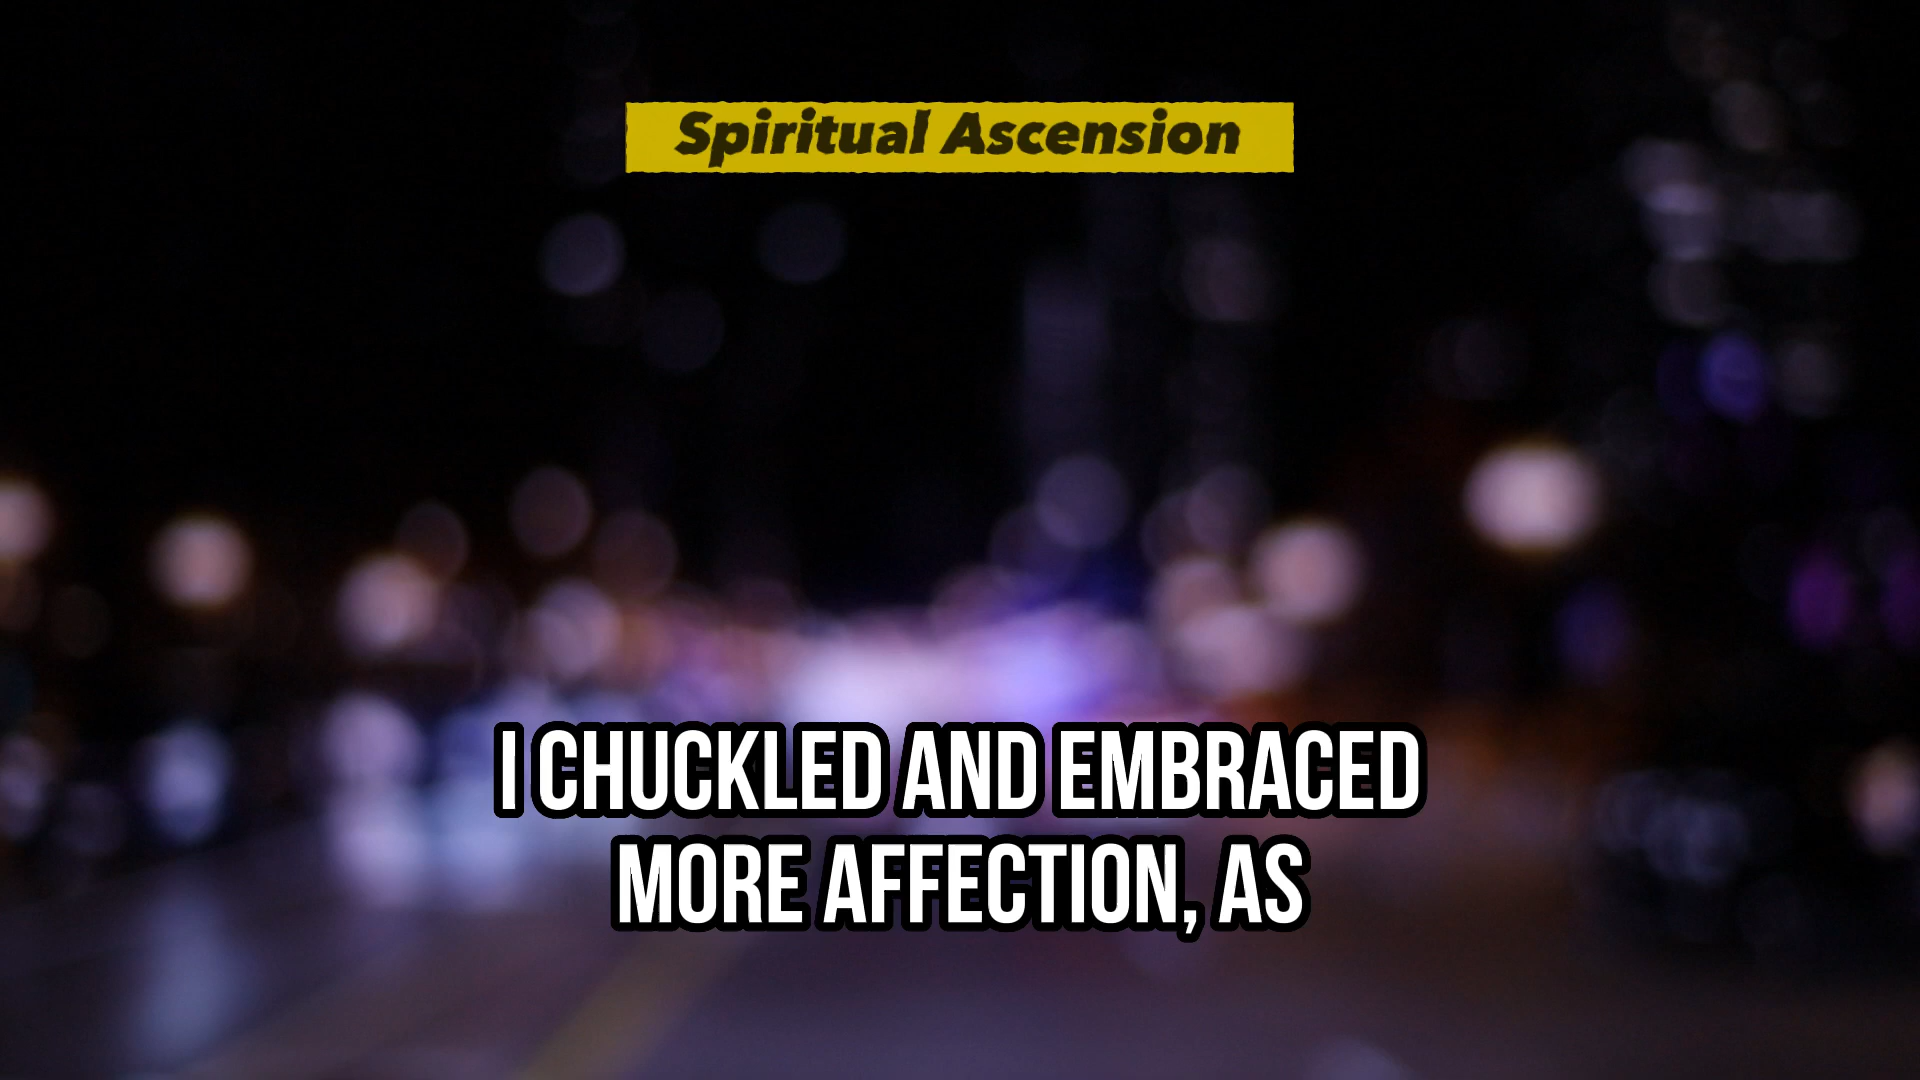 Spiritual Ascension
I CHUCKLED AND EMBRACED
MORE AFFECTION, AS